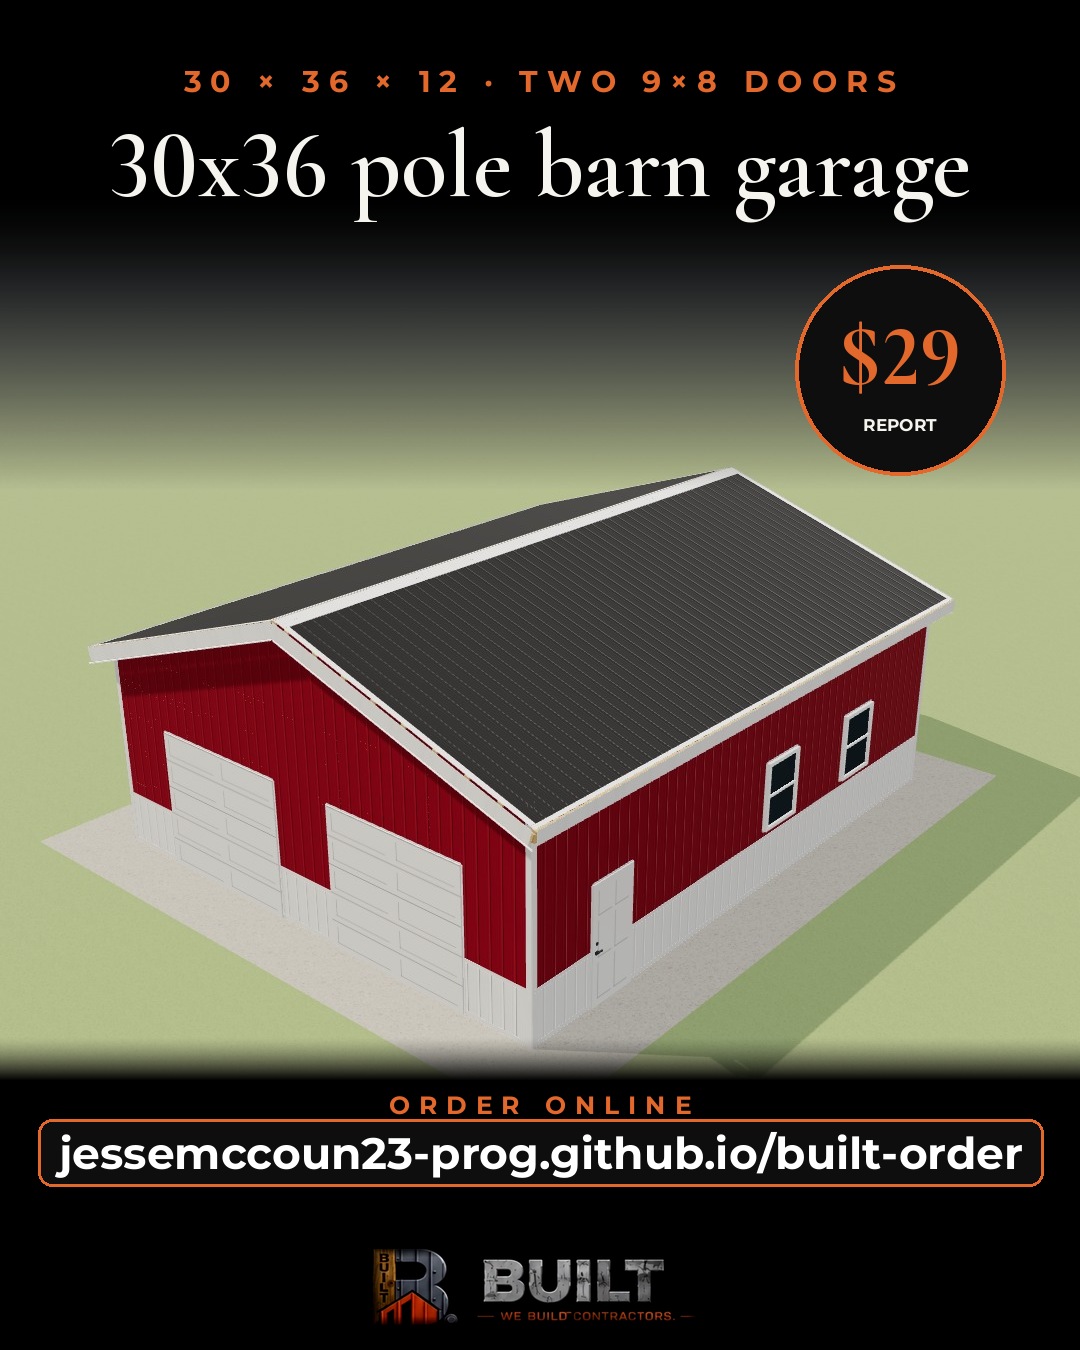 30 × 36 × 12 · TWO 9×8 DOORS
30x36 pole barn garage
$29
REPORT
ORDER ONLINE
jessemccoun23-prog.github.io/built-order
BUILT
BUILT
WE BUILD CONTRACTORS.